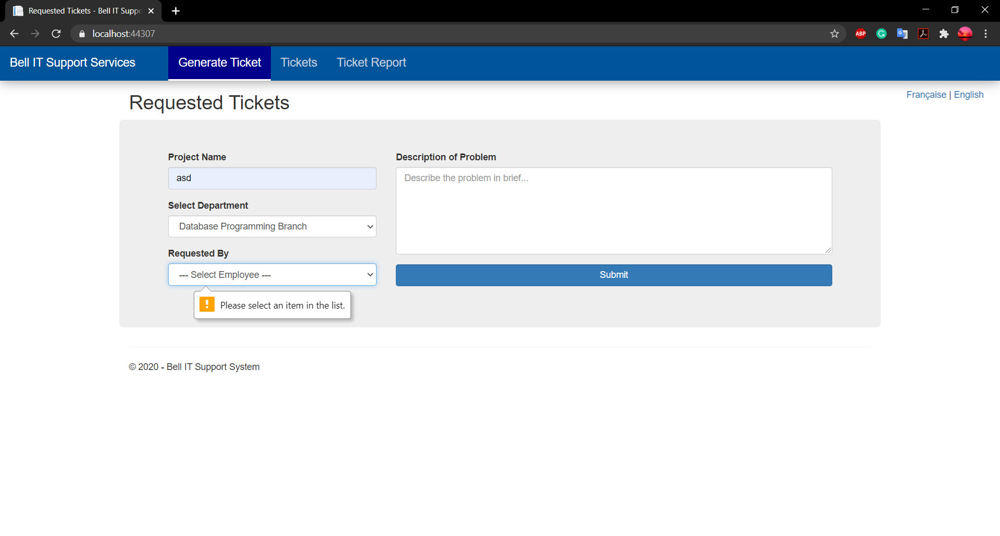 Requested Tickets - Bell IT Suppo
localhost:44307
ABP
Bell IT Support Services
Generate Ticket
Tickets
Ticket Report
Française | English
Requested Tickets
Project Name
asd
Select Department
Database Programming Branch
Requested By
--- Select Employee ---
Please select an item in the list.
Description of Problem
Describe the problem in brief...
Submit
© 2020 - Bell IT Support System